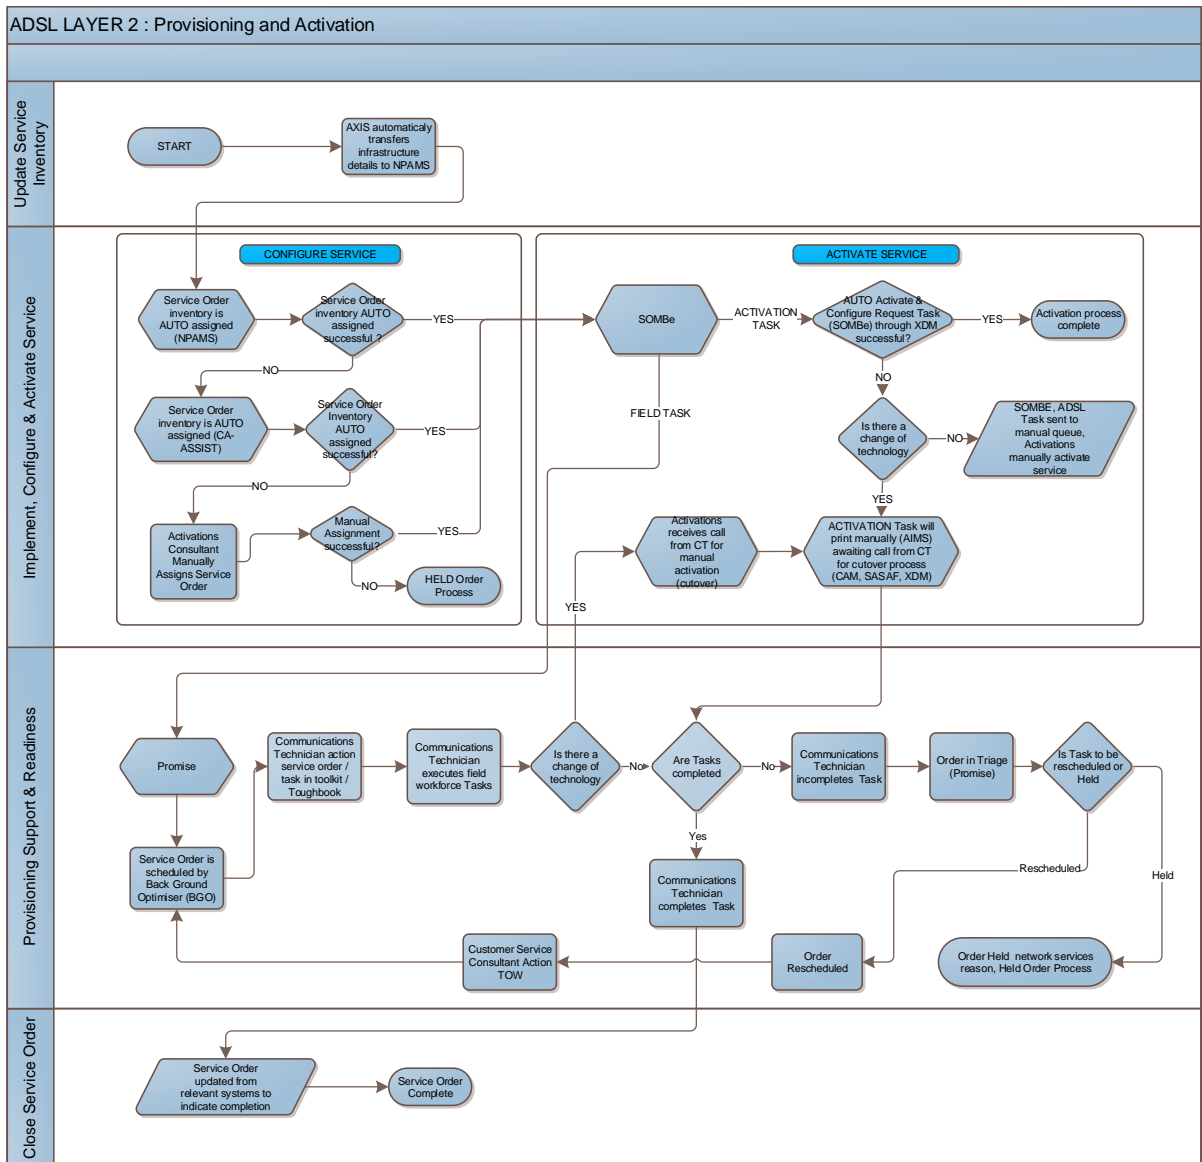 ADSL LAYER 2 : Provisioning and Activation
Update Service
Inventory
START
AXIS automaticaly
transfers
infrastructure
details to NPAMS
Implement, Configure & Activate Service
CONFIGURE SERVICE
Service Order
inventory is
AUTO assigned
(NPAMS)
Service Order
inventory AUTO
assigned
successful ?
YES
NO
Service Order
inventory is AUTO
assigned (CA-
ASSIST)
Service Order
Inventory
AUTO
assigned
successful?
YES
NO
Activations
Consultant
Manually
Assigns Service
Order
Manual
Assignment
successful?
YES
NO
HELD Order
Process
ACTIVATE SERVICE
SOMBe
ACTIVATION
TASK
AUTO Activate &
Configure Request Task
(SOMBe) through XDM
successful?
YES
Activation process
complete
NO
FIELD TASK
Is there a
change of
technology
NO
SOMBE, ADSL
Task sent to
manual queue,
Activations
manually activate
service
YES
Activations
receives call
from CT for
manual
activation
(cutover)
ACTIVATION Task will
print manually (AIMS)
awaiting call from CT
for cutover process
(CAM, SASAF, XDM)
YES
Provisioning Support & Readiness
Promise
Communications
Technician action
service order /
task in toolkit /
Toughbook
Communications
Technician
executes field
workforce Tasks
Is there a
change of
technology
No
Are Tasks
completed
No
Communications
Technician
incompletes Task
Order in Triage
(Promise)
Is Task to be
rescheduled or
Held
Yes
Rescheduled
Held
Service Order is
scheduled by
Back Ground
Optimiser (BGO)
Communications
Technician
completes Task
Customer Service
Consultant Action
TOW
Order
Rescheduled
Order Held network services
reason, Held Order Process
Close Service Order
Service Order
updated from
relevant systems to
indicate completion
Service Order
Complete